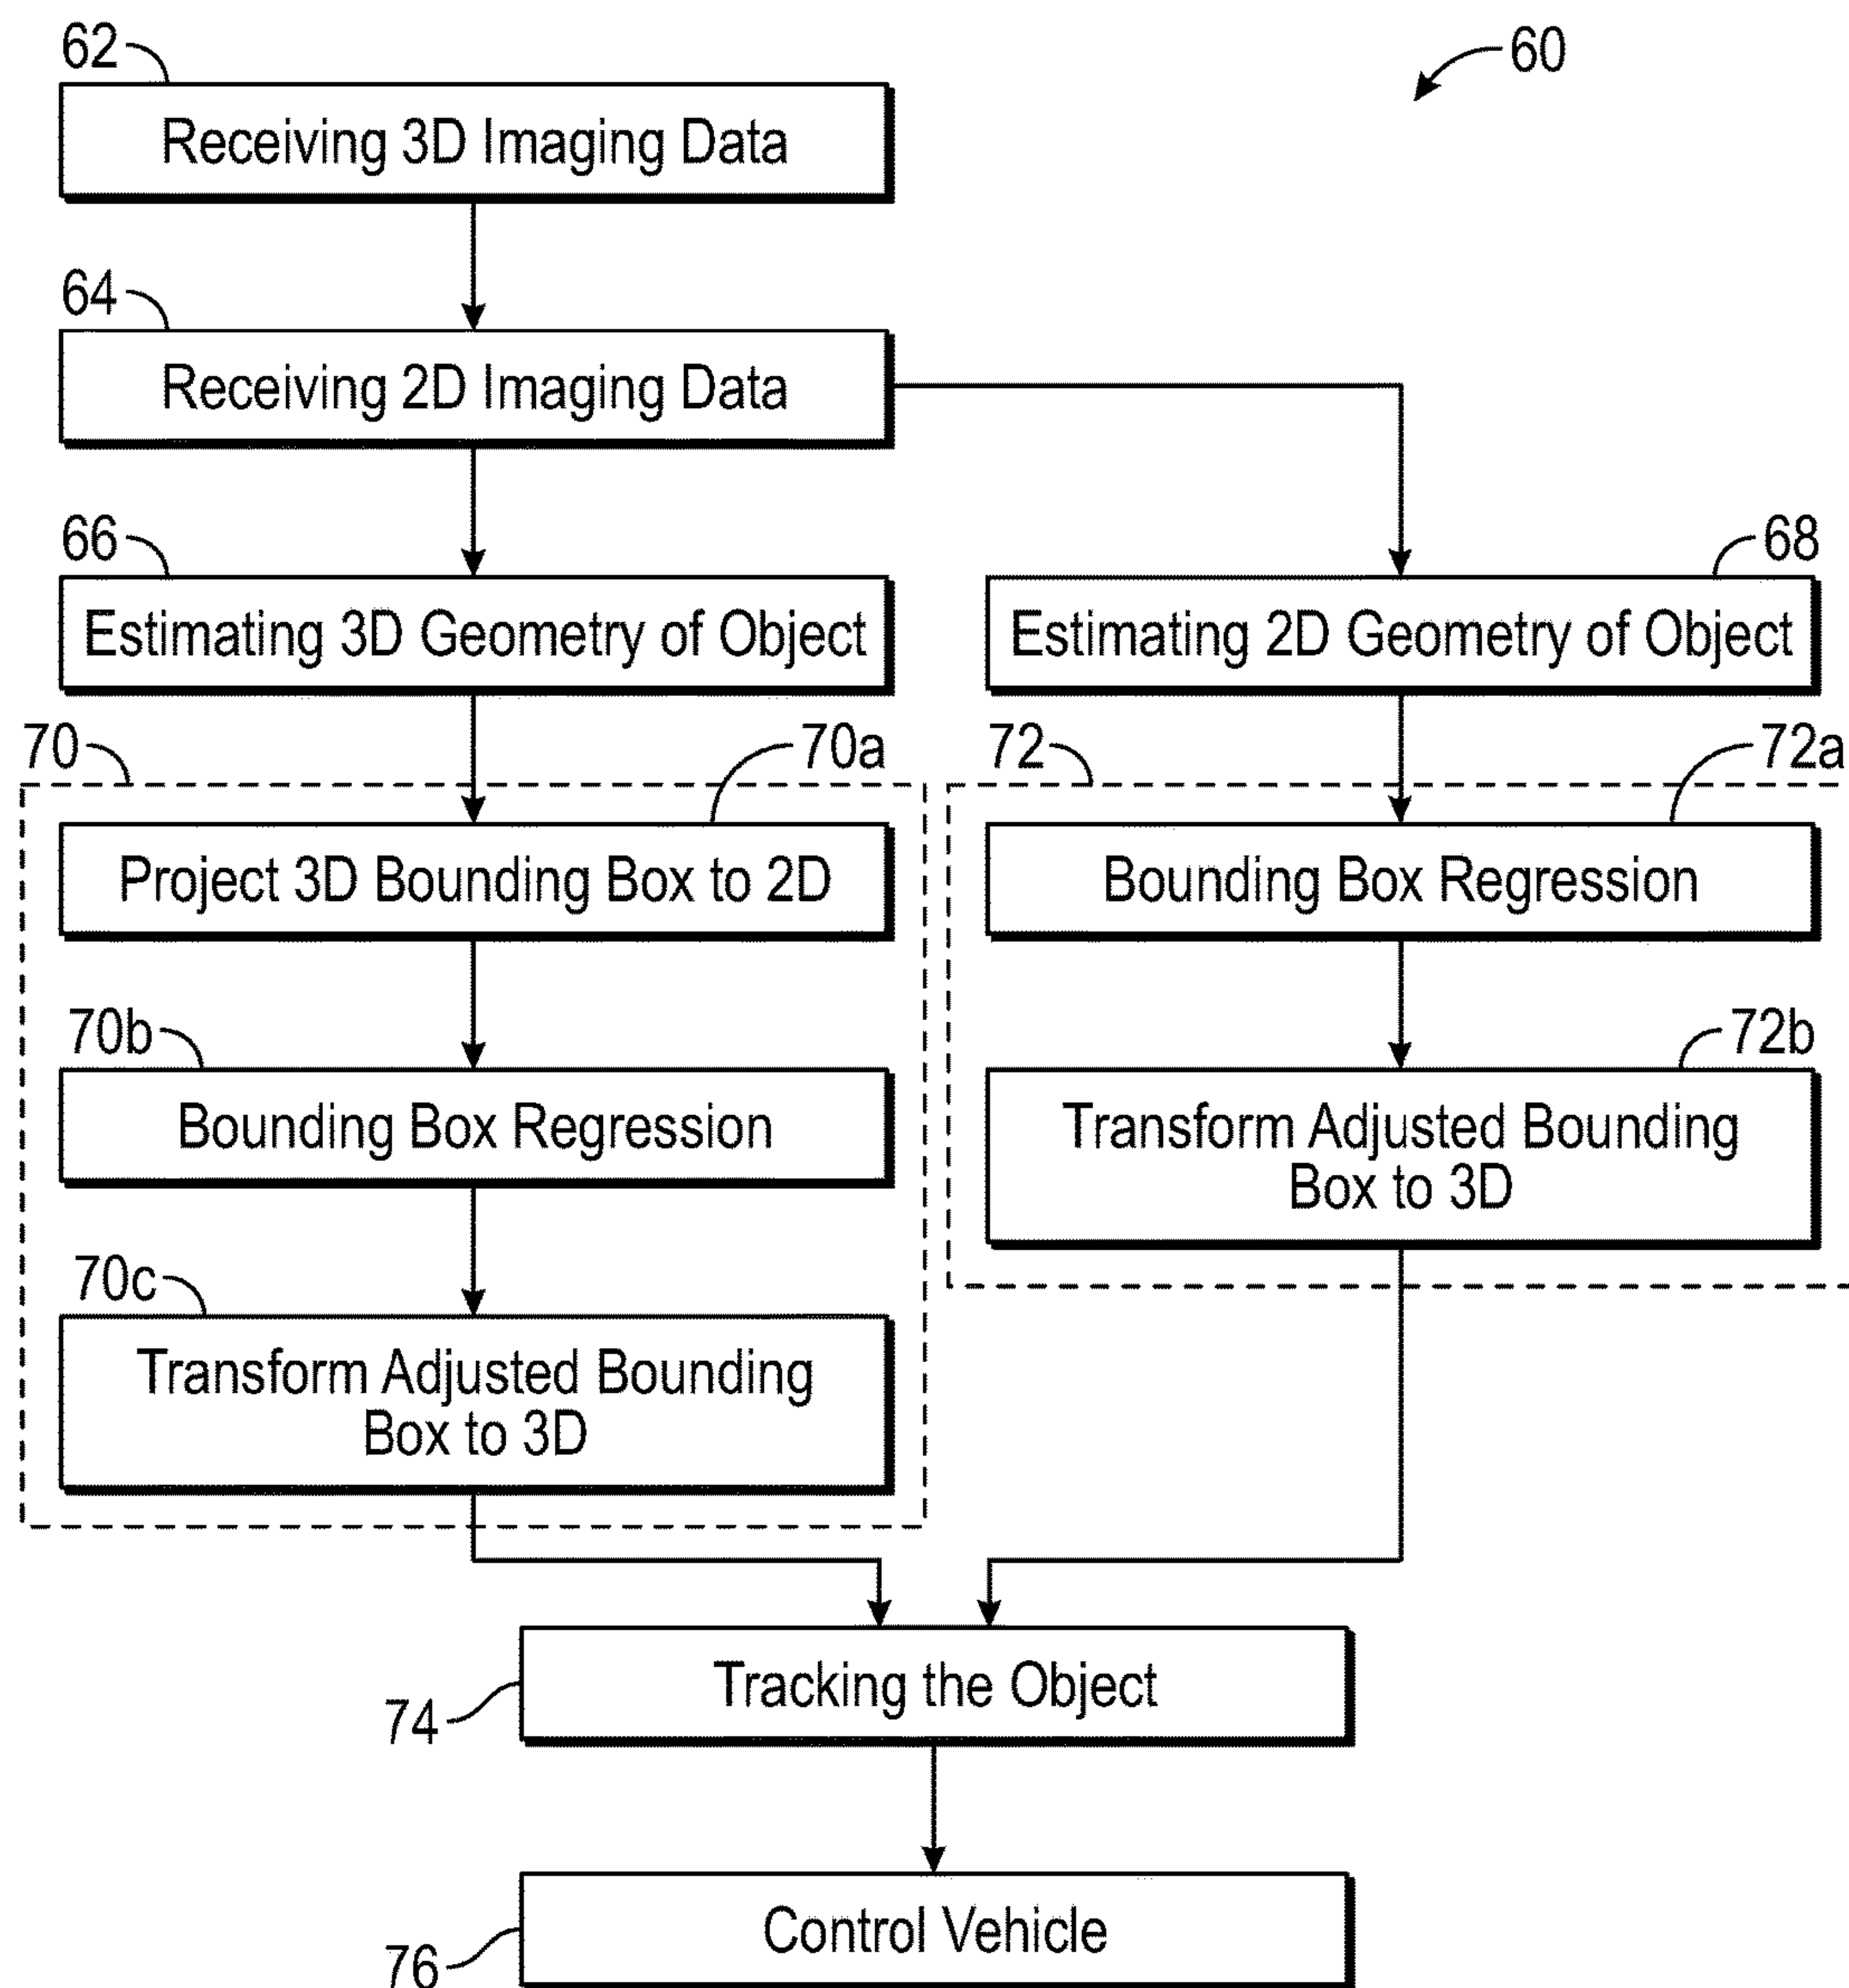 62
60
Receiving 3D Imaging Data
64
Receiving 2D Imaging Data
66
68
Estimating 3D Geometry of Object
Estimating 2D Geometry of Object
70
70a
72
72a
Project 3D Bounding Box to 2D
Bounding Box Regression
70b
72b
Bounding Box Regression
Transform Adjusted Bounding
Box to 3D
70c
Transform Adjusted Bounding
Box to 3D
Tracking the Object
74
Control Vehicle
76